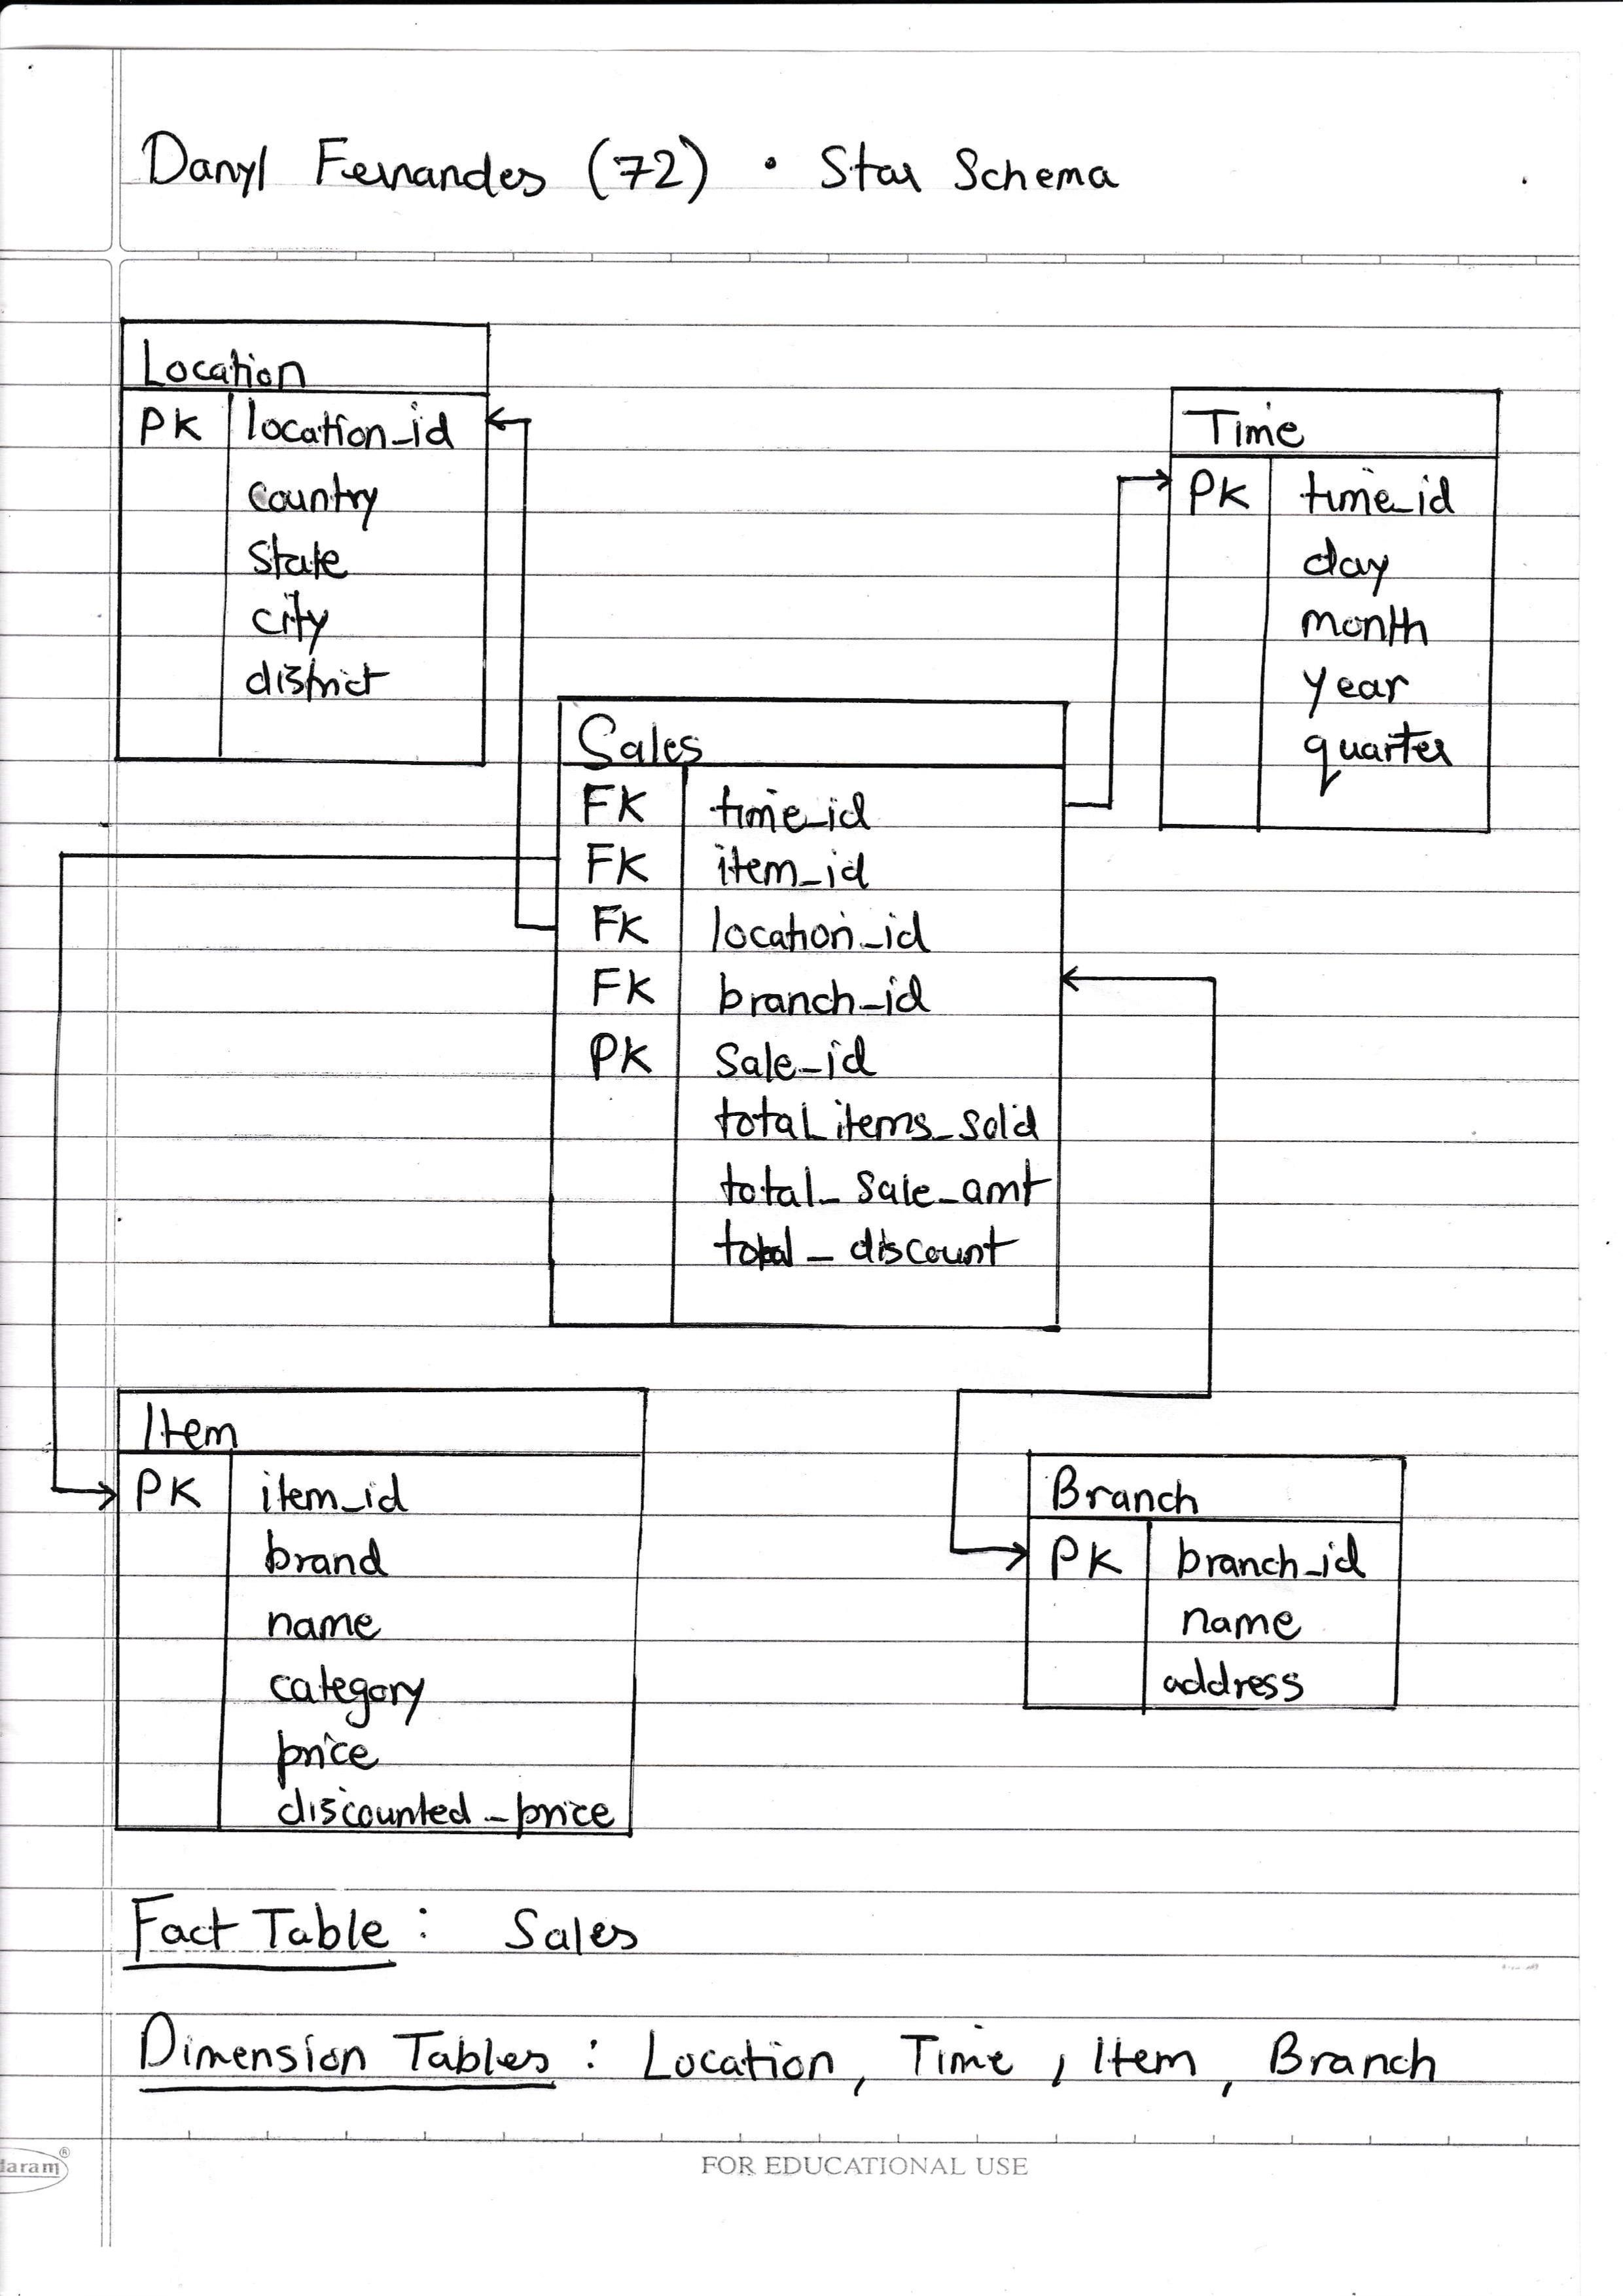 Danyl Fernandes (72) • Star Schema
Location
PK location_id
country
state
city
district
Time
PK time_id
day
month
year
quarter
Sales
FK time_id
FK item_id
FK location_id
FK branch_id
PK Sale_id
total_items_sold
total_sale_amt
total_discount
Item
PK item_id
brand
name
category
price
discounted_price
Branch
PK branch_id
name
address
Fact Table : Sales
Dimension Tables : Location, Time, Item, Branch
FOR EDUCATIONAL USE